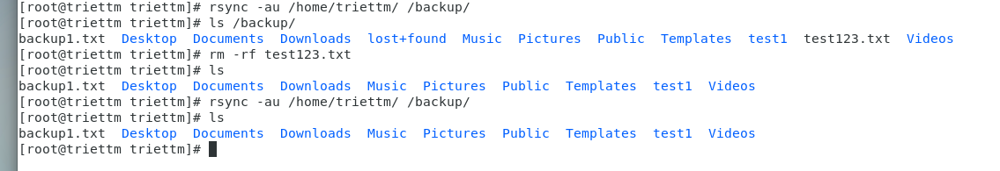 [root@triettm triettm]# rsync -au /home/triettm/ /backup/
[root@triettm triettm]# ls /backup/
backup1.txt  Desktop  Documents  Downloads  lost+found  Music  Pictures  Public  Templates  test1  test123.txt  Videos
[root@triettm triettm]# rm -rf test123.txt
[root@triettm triettm]# ls
backup1.txt  Desktop  Documents  Downloads  Music  Pictures  Public  Templates  test1  Videos
[root@triettm triettm]# rsync -au /home/triettm/ /backup/
[root@triettm triettm]# ls
backup1.txt  Desktop  Documents  Downloads  Music  Pictures  Public  Templates  test1  Videos
[root@triettm triettm]#